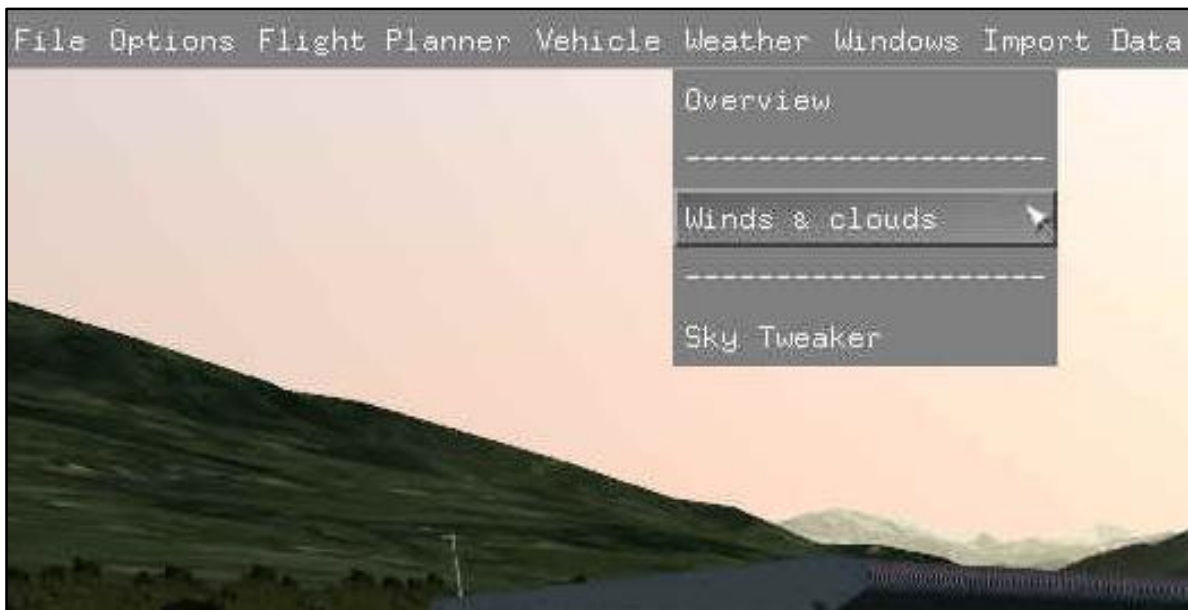 File Options Flight Planner Vehicle Weather Windows Import Data
Overview
---------------------
Winds & clouds
---------------------
Sky Tweaker